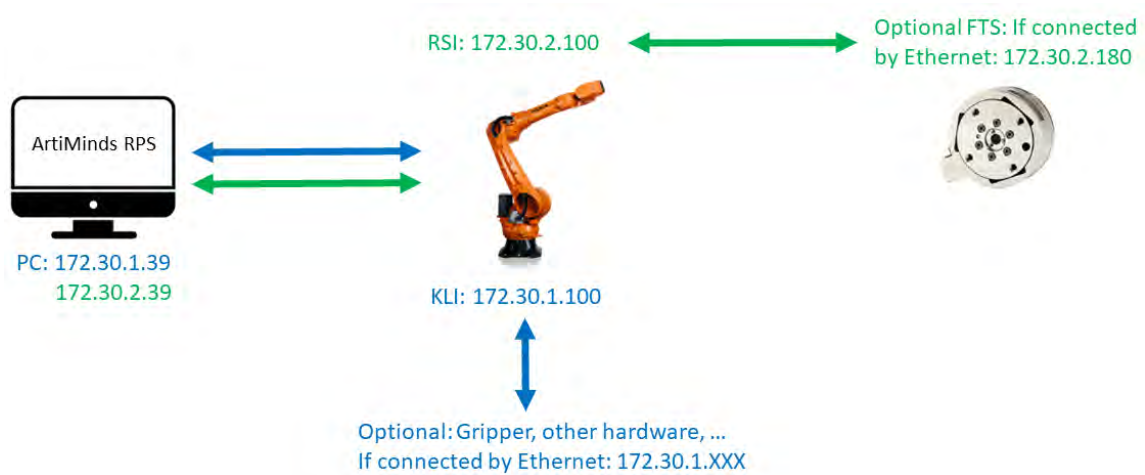 RSI: 172.30.2.100
Optional FTS: If connected
by Ethernet: 172.30.2.180
ArtiMinds RPS
PC: 172.30.1.39
172.30.2.39
KLI: 172.30.1.100
Optional: Gripper, other hardware, ...
If connected by Ethernet: 172.30.1.XXX